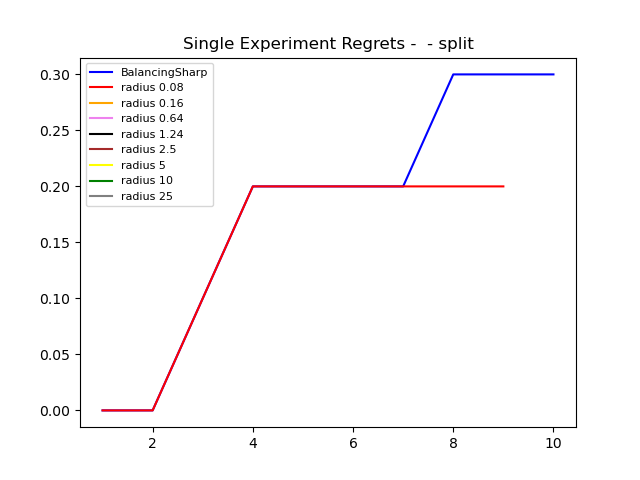 Single Experiment Regrets -  - split
0.30
0.25
0.20
0.15
0.10
0.05
0.00
BalancingSharp
radius 0.08
radius 0.16
radius 0.64
radius 1.24
radius 2.5
radius 5
radius 10
radius 25
2
4
6
8
10